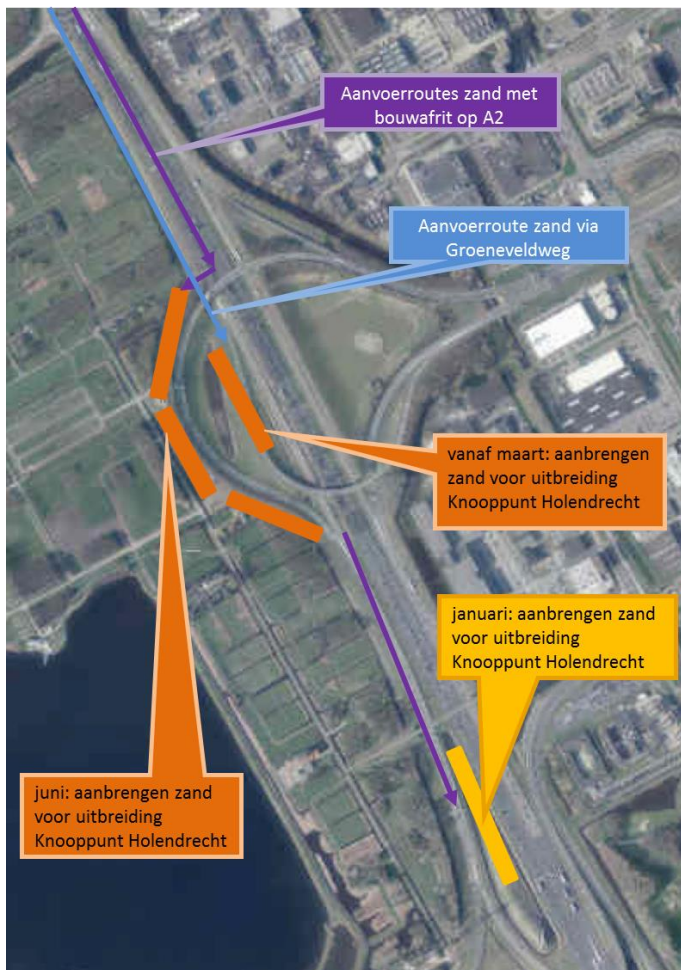 Aanvoerroutes zand met
bouwafrit op A2
Aanvoerroute zand via
Groeneveldweg
vanaf maart: aanbrengen
zand voor uitbreiding
Knooppunt Holendrecht
januari: aanbrengen zand
voor uitbreiding
Knooppunt Holendrecht
juni: aanbrengen zand
voor uitbreiding
Knooppunt Holendrecht